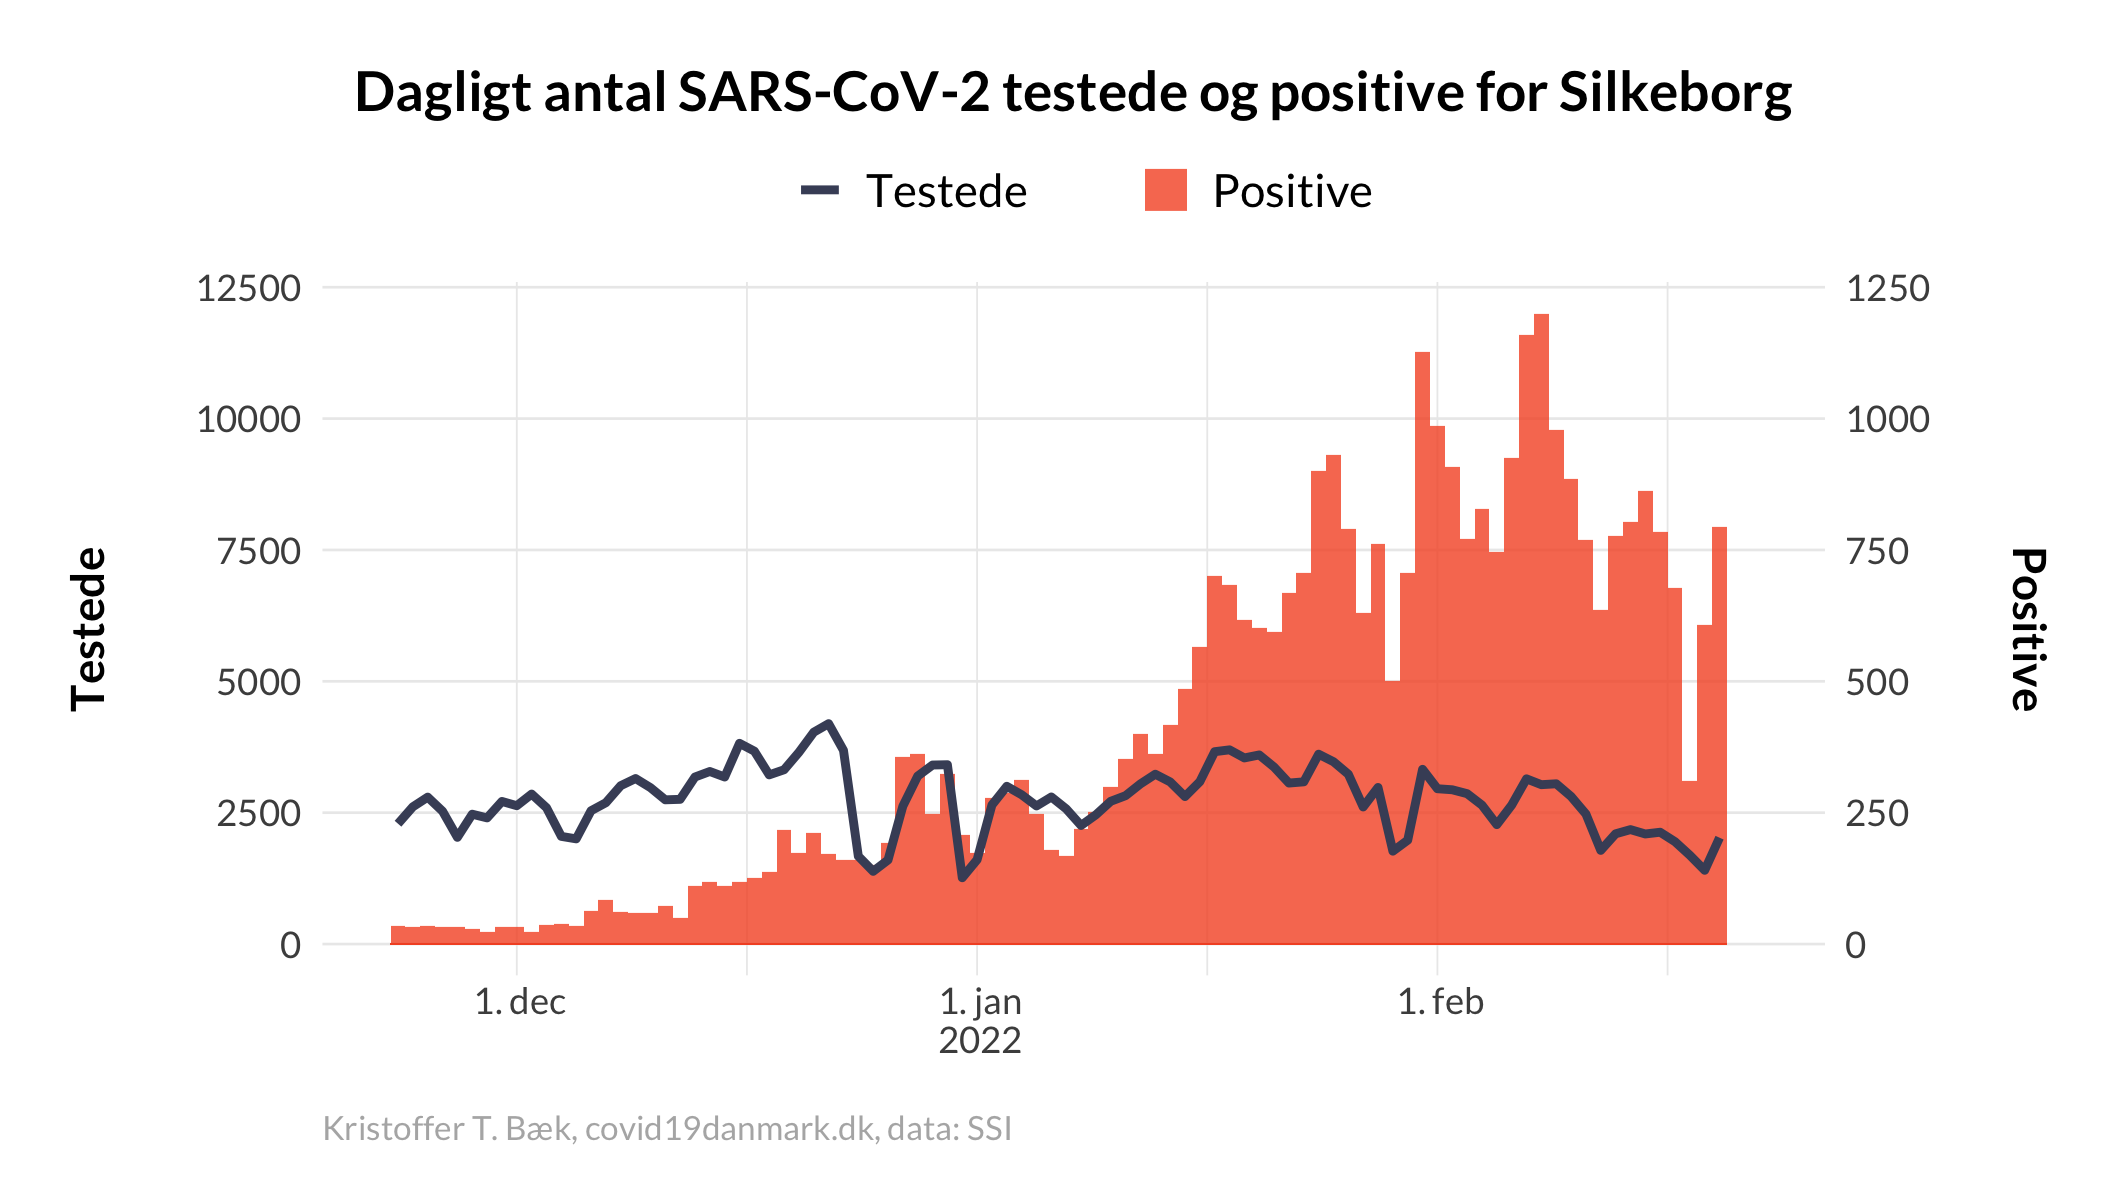 Dagligt antal SARS-CoV-2 testede og positive for Silkeborg
Testede Positive
12500 1250
10000 1000
7500 750
5000 500
2500 250
0 0
Testede
Positive
1. dec 1. jan 1. feb
2022
Kristoffer T. Bæk, covid19danmark.dk, data: SSI